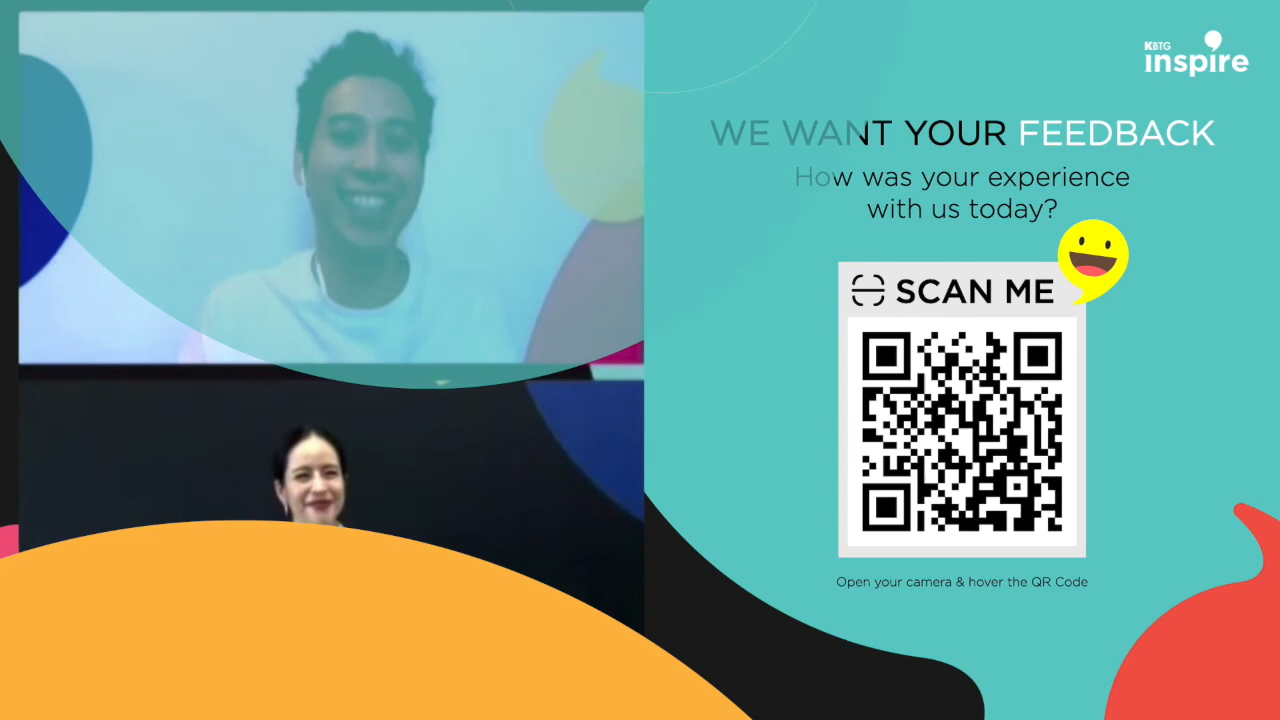 KBTG
inspire
WE WANT YOUR FEEDBACK
How was your experience
with us today?
SCAN ME
Open your camera & hover the QR Code